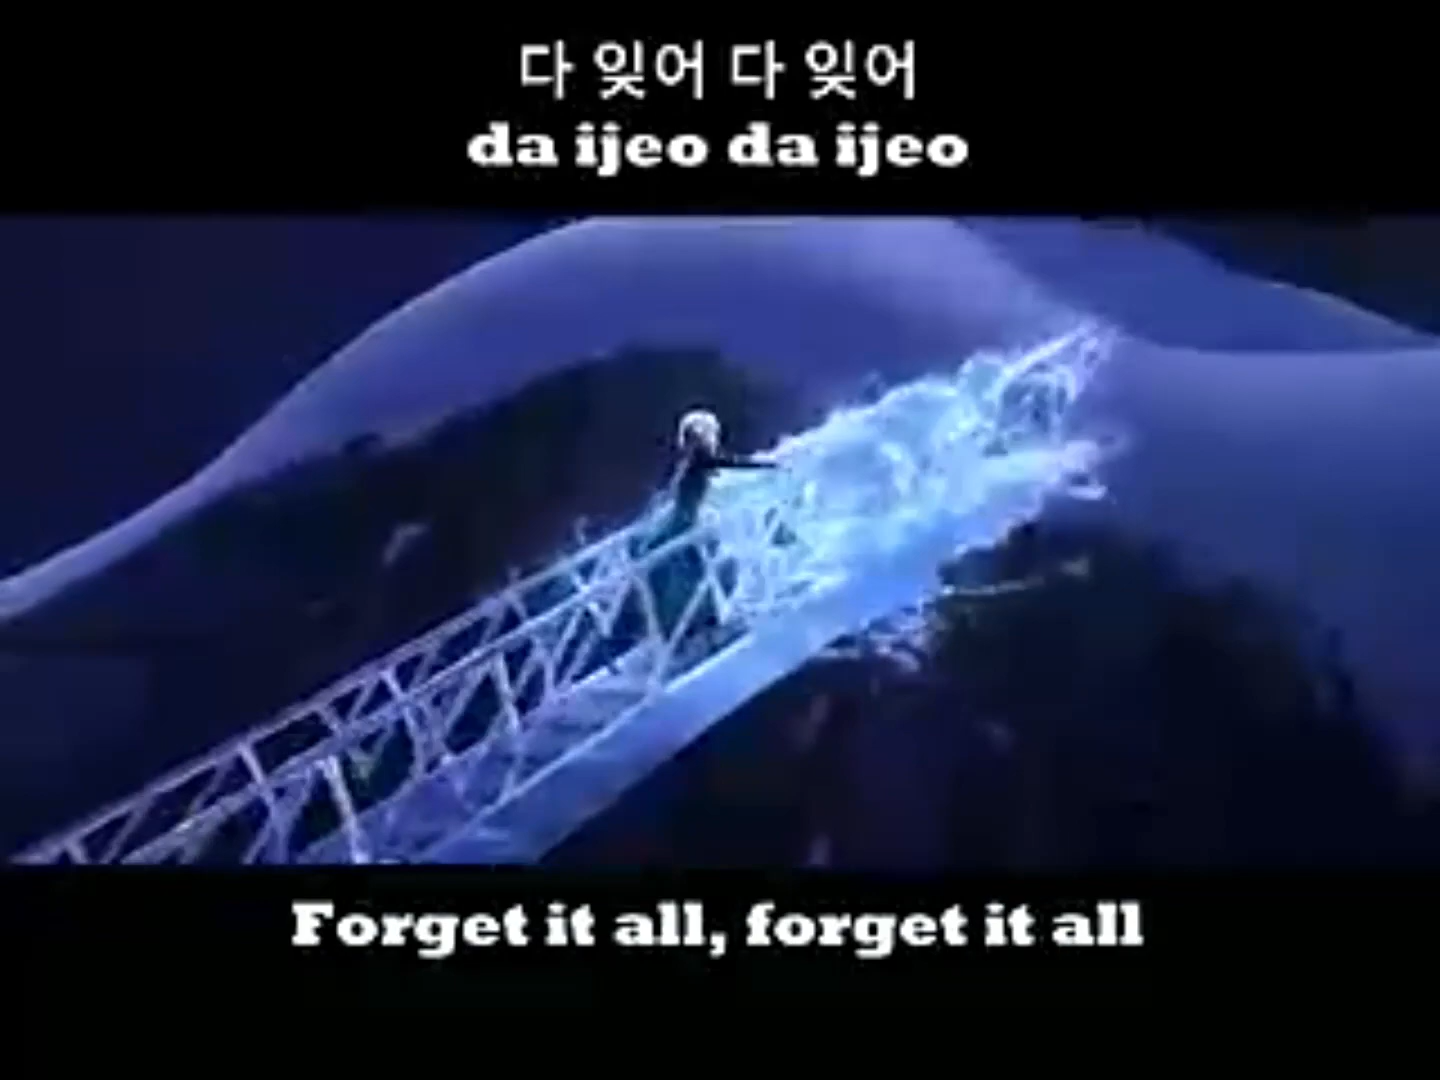 다 잊어 다 잊어
da ijeo da ijeo
Forget it all, forget it all